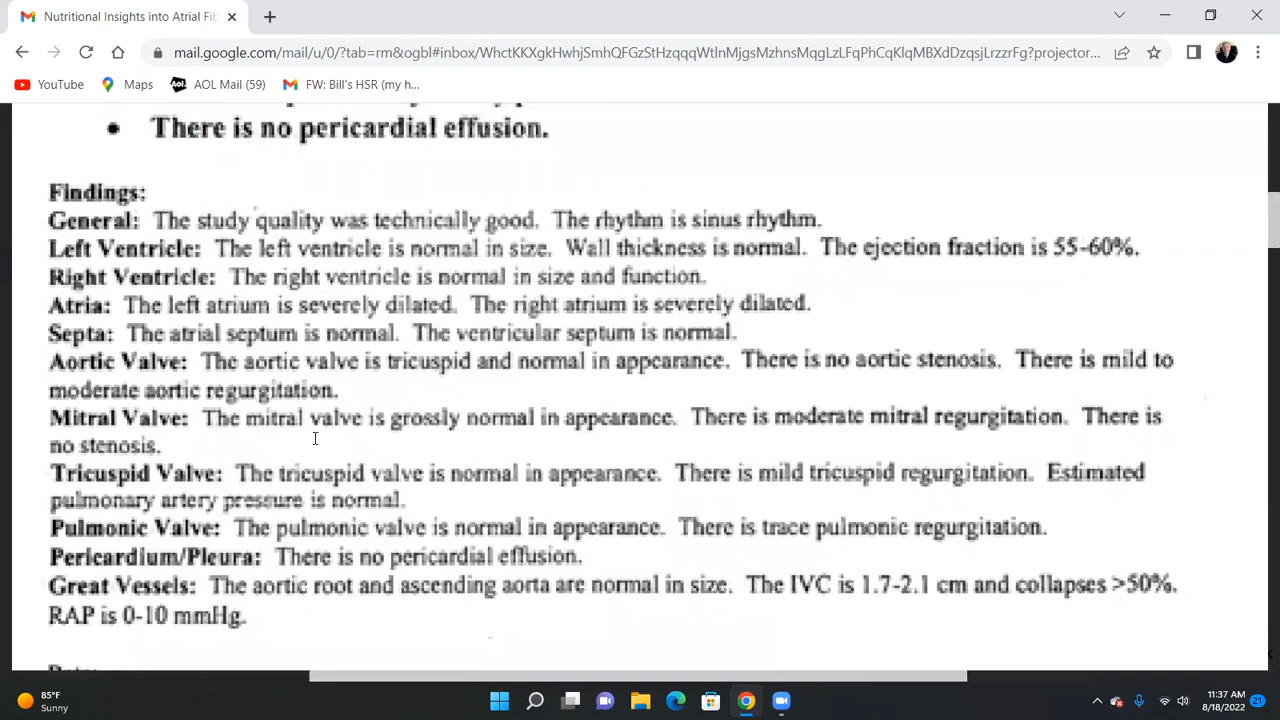 Nutritional Insights into Atrial Fib
mail.google.com/mail/u/0/?tab=rm&ogbl#inbox/WhctKKXgkHwhjSmhQFGzStHzqqqWtlnMjgsMzhnsMqgLzLFqPhCqKlqMBXdDzqsjLrzzrFg?projector...
YouTube Maps AOL Mail (59) FW: Bill's HSR (my h...
• There is no pericardial effusion.
Findings:
General: The study quality was technically good. The rhythm is sinus rhythm.
Left Ventricle: The left ventricle is normal in size. Wall thickness is normal. The ejection fraction is 55-60%.
Right Ventricle: The right ventricle is normal in size and function.
Atria: The left atrium is severely dilated. The right atrium is severely dilated.
Septa: The atrial septum is normal. The ventricular septum is normal.
Aortic Valve: The aortic valve is tricuspid and normal in appearance. There is no aortic stenosis. There is mild to
moderate aortic regurgitation.
Mitral Valve: The mitral valve is grossly normal in appearance. There is moderate mitral regurgitation. There is
no stenosis.
Tricuspid Valve: The tricuspid valve is normal in appearance. There is mild tricuspid regurgitation. Estimated
pulmonary artery pressure is normal.
Pulmonic Valve: The pulmonic valve is normal in appearance. There is trace pulmonic regurgitation.
Pericardium/Pleura: There is no pericardial effusion.
Great Vessels: The aortic root and ascending aorta are normal in size. The IVC is 1.7-2.1 cm and collapses >50%.
RAP is 0-10 mmHg.
85°F
Sunny
11:37 AM
8/18/2022
21